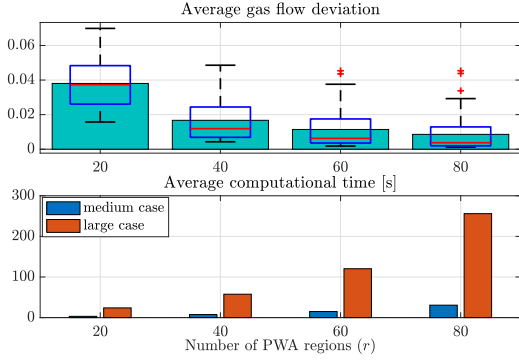 Average gas flow deviation
0.06
0.04
0.02
0
20 40 60 80
Average computational time [s]
300
200
100
0
medium case
large case
20 40 60 80
Number of PWA regions (r)